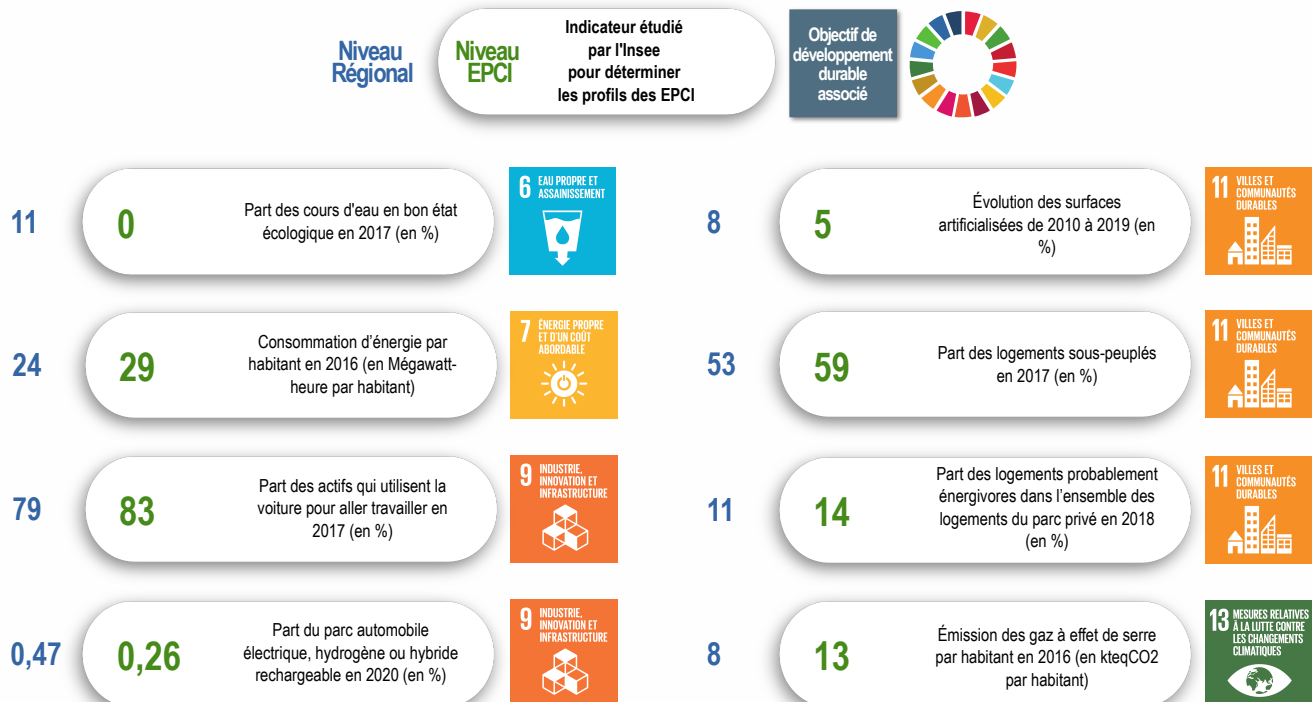 Niveau
Régional
Niveau
EPCI
Indicateur étudié
par l'Insee
pour déterminer
les profils des EPCI
Objectif de
développement
durable
associé
11
0
Part des cours d'eau en bon état
écologique en 2017 (en %)
6 EAU PROPRE ET
ASSAINISSEMENT
8
5
Évolution des surfaces
artificialisées de 2010 à 2019 (en
%)
11 VILLES ET
COMMUNAUTÉS
DURABLES
24
29
Consommation d'énergie par
habitant en 2016 (en Mégawatt-
heure par habitant)
7 ÉNERGIE PROPRE
ET D'UN COÛT
ABORDABLE
53
59
Part des logements sous-peuplés
en 2017 (en %)
11 VILLES ET
COMMUNAUTÉS
DURABLES
79
83
Part des actifs qui utilisent la
voiture pour aller travailler en
2017 (en %)
9 INDUSTRIE,
INNOVATION ET
INFRASTRUCTURE
11
14
Part des logements probablement
énergivores dans l'ensemble des
logements du parc privé en 2018
(en %)
11 VILLES ET
COMMUNAUTÉS
DURABLES
0,47
0,26
Part du parc automobile
électrique, hydrogène ou hybride
rechargeable en 2020 (en %)
9 INDUSTRIE,
INNOVATION ET
INFRASTRUCTURE
8
13
Émission des gaz à effet de serre
par habitant en 2016 (en kteqCO2
par habitant)
13 MESURES RELATIVES
À LA LUTTE CONTRE
LES CHANGEMENTS
CLIMATIQUES